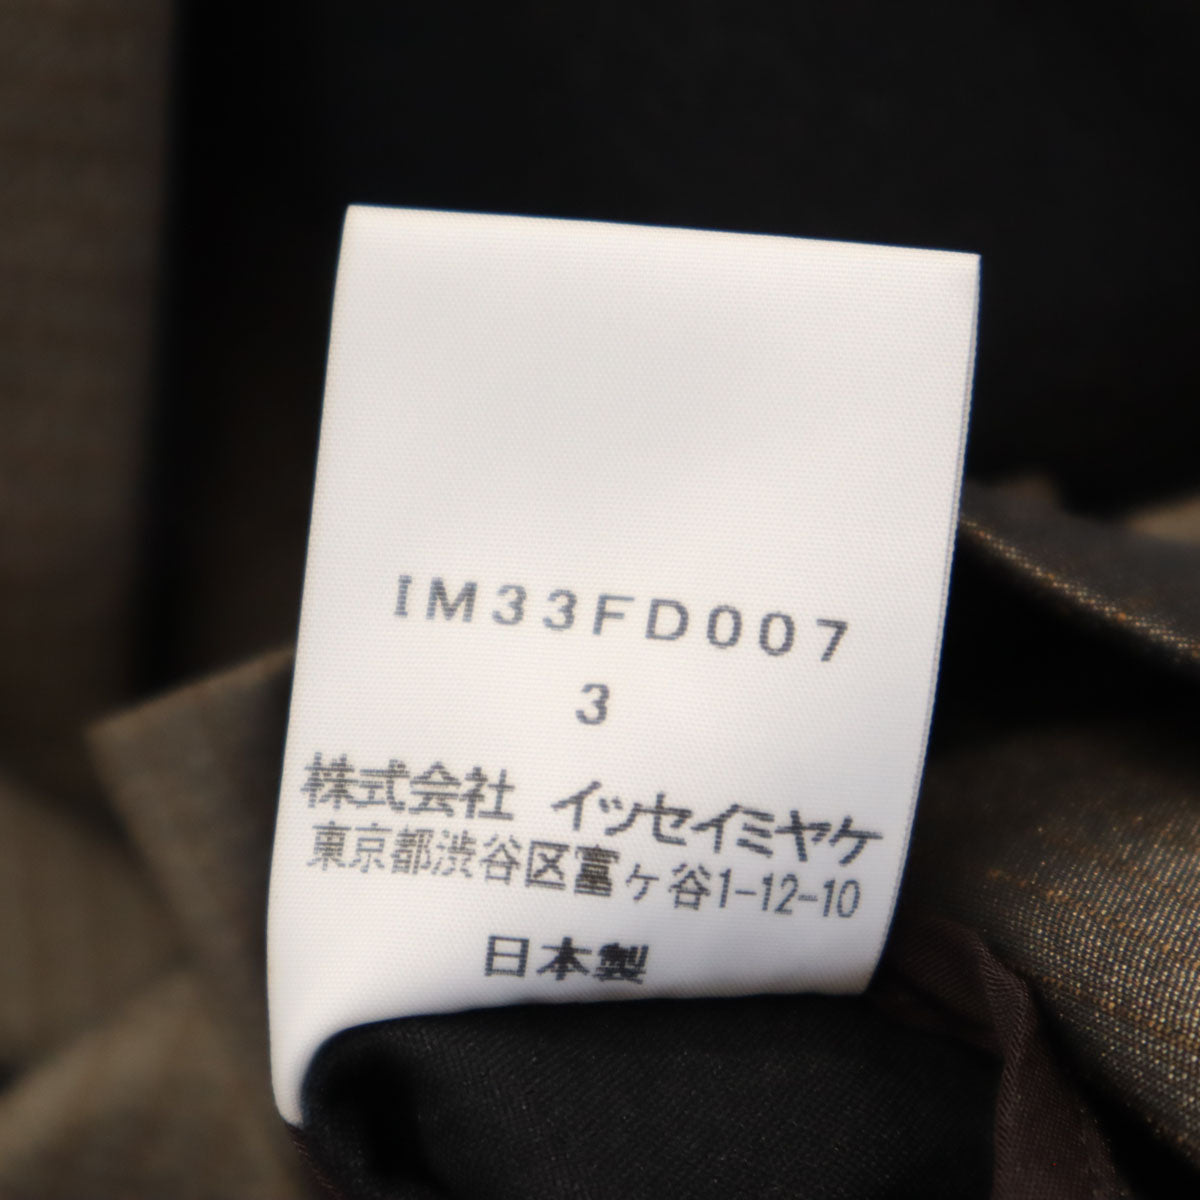 IM33FD007
3
株式会社 イッセイミヤケ
東京都渋谷区富ヶ谷1-12-10
日本製